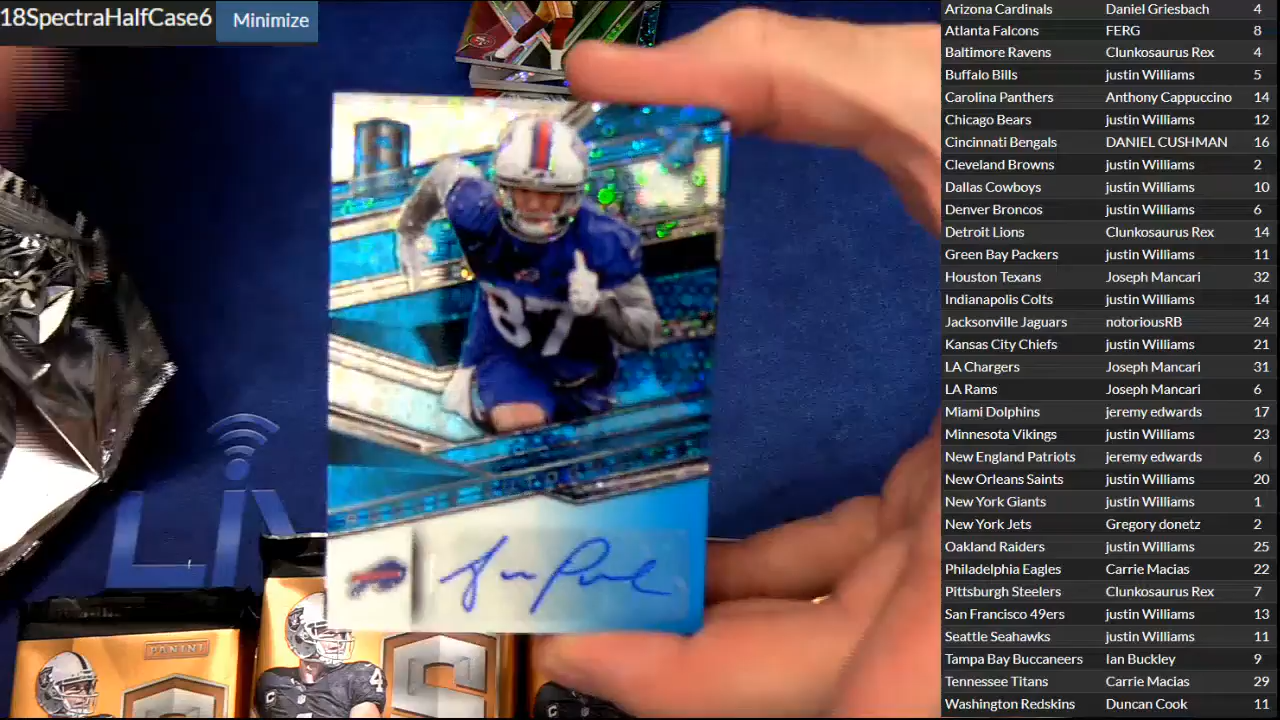 18SpectraHalfCase6
Minimize
87
PANINI
4
LIV
Arizona Cardinals Daniel Griesbach 4
Atlanta Falcons FERG 8
Baltimore Ravens Clunkosaurus Rex 4
Buffalo Bills justin Williams 5
Carolina Panthers Anthony Cappuccino 14
Chicago Bears justin Williams 12
Cincinnati Bengals DANIEL CUSHMAN 16
Cleveland Browns justin Williams 2
Dallas Cowboys justin Williams 10
Denver Broncos justin Williams 6
Detroit Lions Clunkosaurus Rex 14
Green Bay Packers justin Williams 11
Houston Texans Joseph Mancari 32
Indianapolis Colts justin Williams 14
Jacksonville Jaguars notoriousRB 24
Kansas City Chiefs justin Williams 21
LA Chargers Joseph Mancari 31
LA Rams Joseph Mancari 6
Miami Dolphins jeremy edwards 17
Minnesota Vikings justin Williams 23
New England Patriots jeremy edwards 6
New Orleans Saints justin Williams 20
New York Giants justin Williams 1
New York Jets Gregory donetz 2
Oakland Raiders justin Williams 25
Philadelphia Eagles Carrie Macias 22
Pittsburgh Steelers Clunkosaurus Rex 7
San Francisco 49ers justin Williams 13
Seattle Seahawks justin Williams 11
Tampa Bay Buccaneers Ian Buckley 9
Tennessee Titans Carrie Macias 29
Washington Redskins Duncan Cook 11